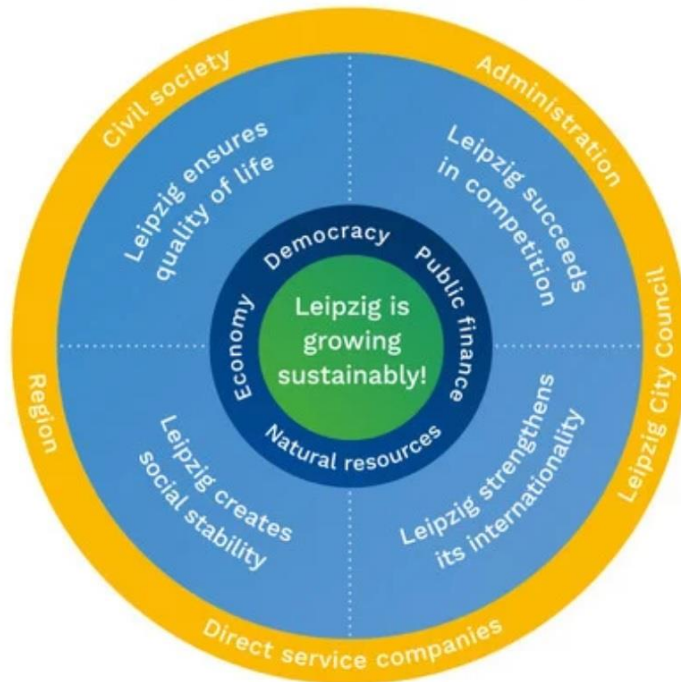 Civil society
Administration
Leipzig ensures
quality of life
Leipzig succeeds
in competition
Democracy
Public finance
Economy
Leipzig is
growing
sustainably!
Natural resources
Region
Leipzig City Council
Leipzig creates
social stability
Leipzig strengthens
its internationality
Direct service companies